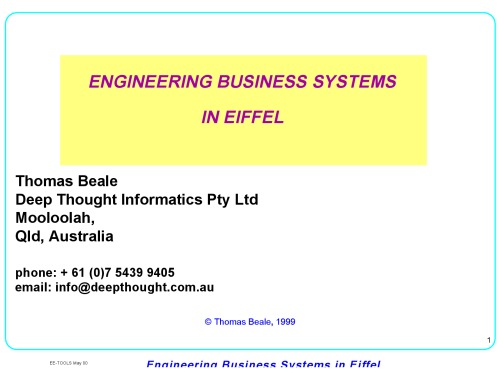 ENGINEERING BUSINESS SYSTEMS
IN EIFFEL
Thomas Beale
Deep Thought Informatics Pty Ltd
Mooloolah,
Qld, Australia
phone: + 61 (0)7 5439 9405
email: info@deepthought.com.au
© Thomas Beale, 1999
1
EE-TOOLS May 00
Engineering Business Systems in Eiffel